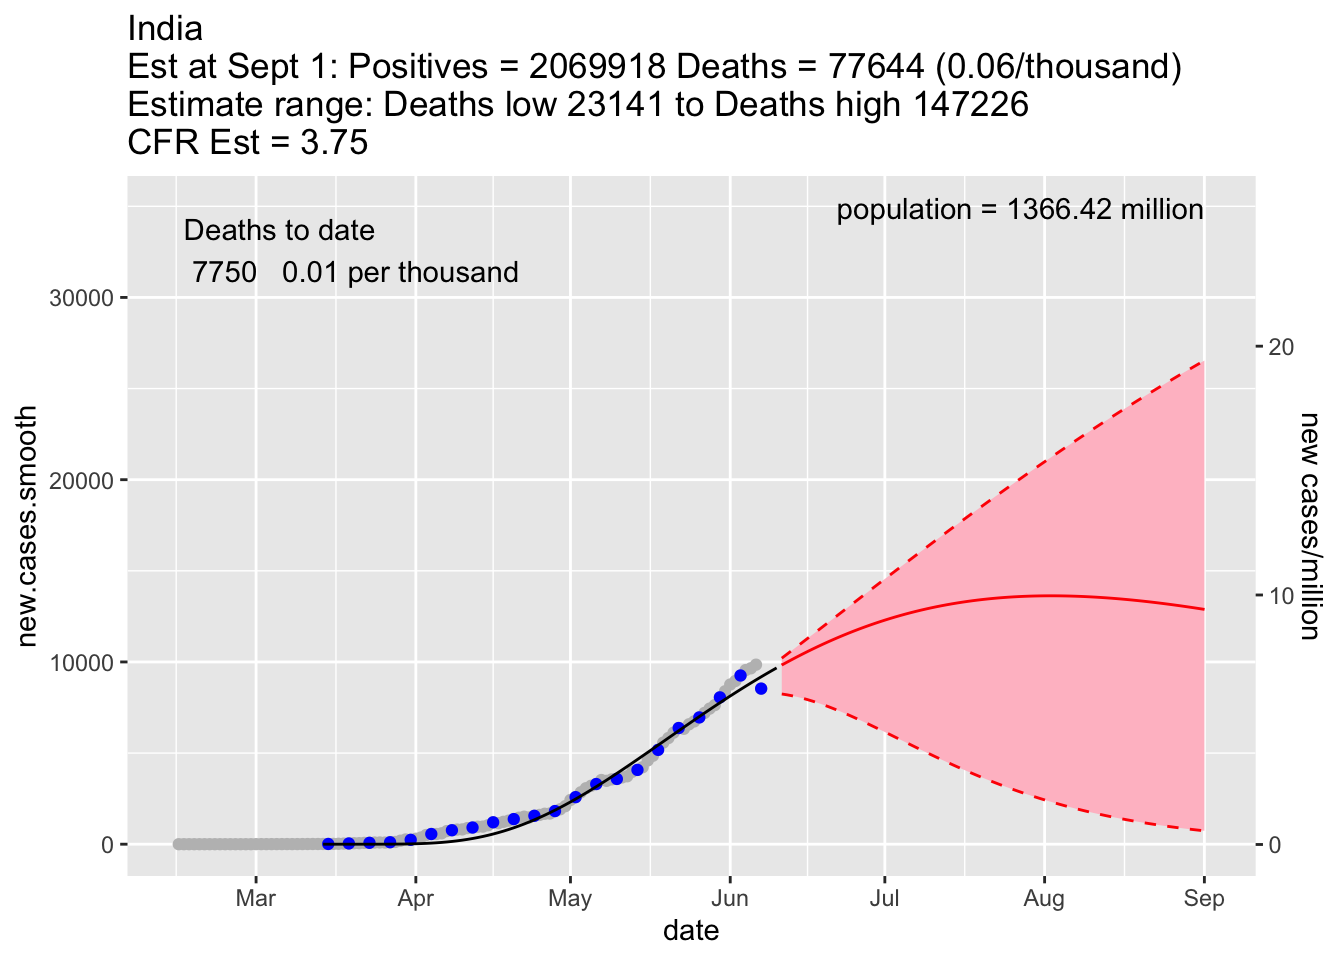 India
Est at Sept 1: Positives = 2069918 Deaths = 77644 (0.06/thousand)
Estimate range: Deaths low 23141 to Deaths high 147226
CFR Est = 3.75
population = 1366.42 million
Deaths to date
7750 0.01 per thousand
30000
20000
10000
0
new.cases.smooth
20
10
0
new cases/million
Mar Apr May Jun Jul Aug Sep
date